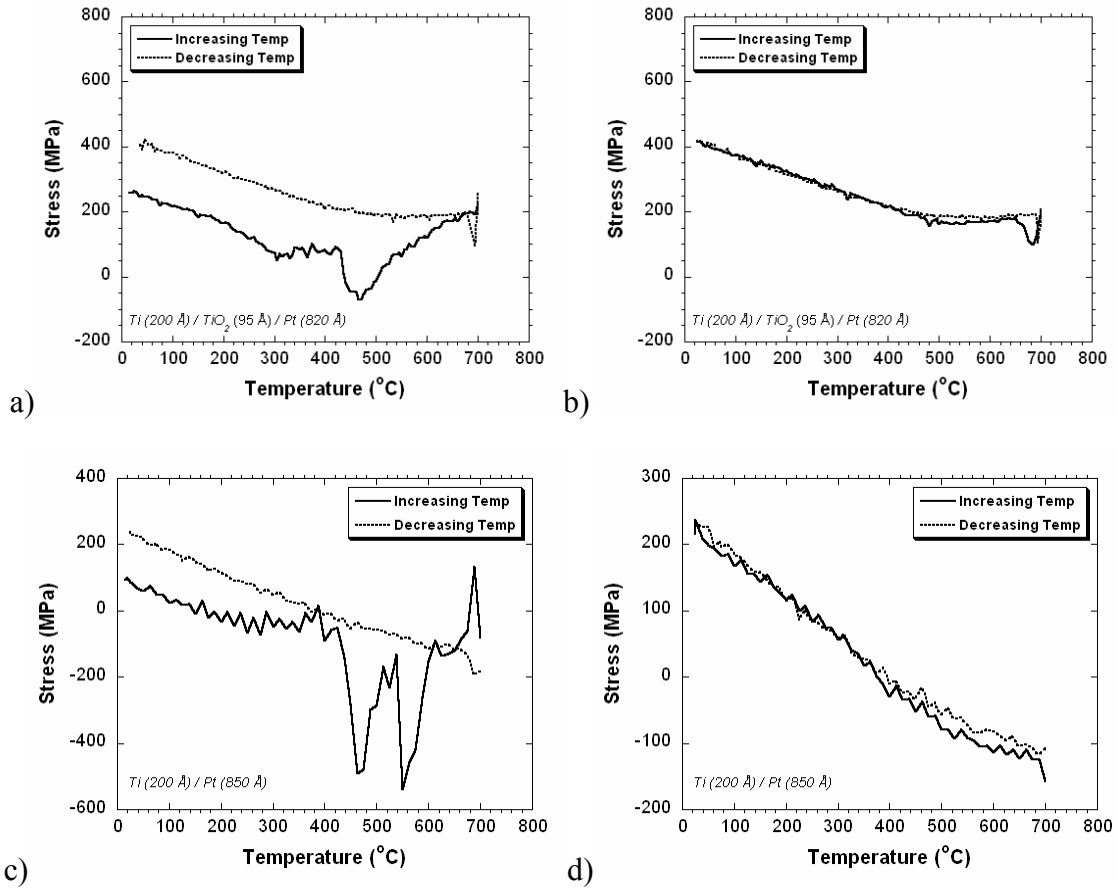 800
600
400
200
0
-200
Stress (MPa)
Increasing Temp
Decreasing Temp
Ti (200 Å) / TiO2 (95 Å) / Pt (820 Å)
0 100 200 300 400 500 600 700 800
Temperature (°C)
a)
800
600
400
200
0
-200
Stress (MPa)
Increasing Temp
Decreasing Temp
Ti (200 Å) / TiO2 (95 Å) / Pt (820 Å)
0 100 200 300 400 500 600 700 800
Temperature (°C)
b)
400
200
0
-200
-400
-600
Stress (MPa)
Increasing Temp
Decreasing Temp
Ti (200 Å) / Pt (850 Å)
0 100 200 300 400 500 600 700 800
Temperature (°C)
c)
300
200
100
0
-100
-200
Stress (MPa)
Increasing Temp
Decreasing Temp
Ti (200 Å) / Pt (850 Å)
0 100 200 300 400 500 600 700 800
Temperature (°C)
d)